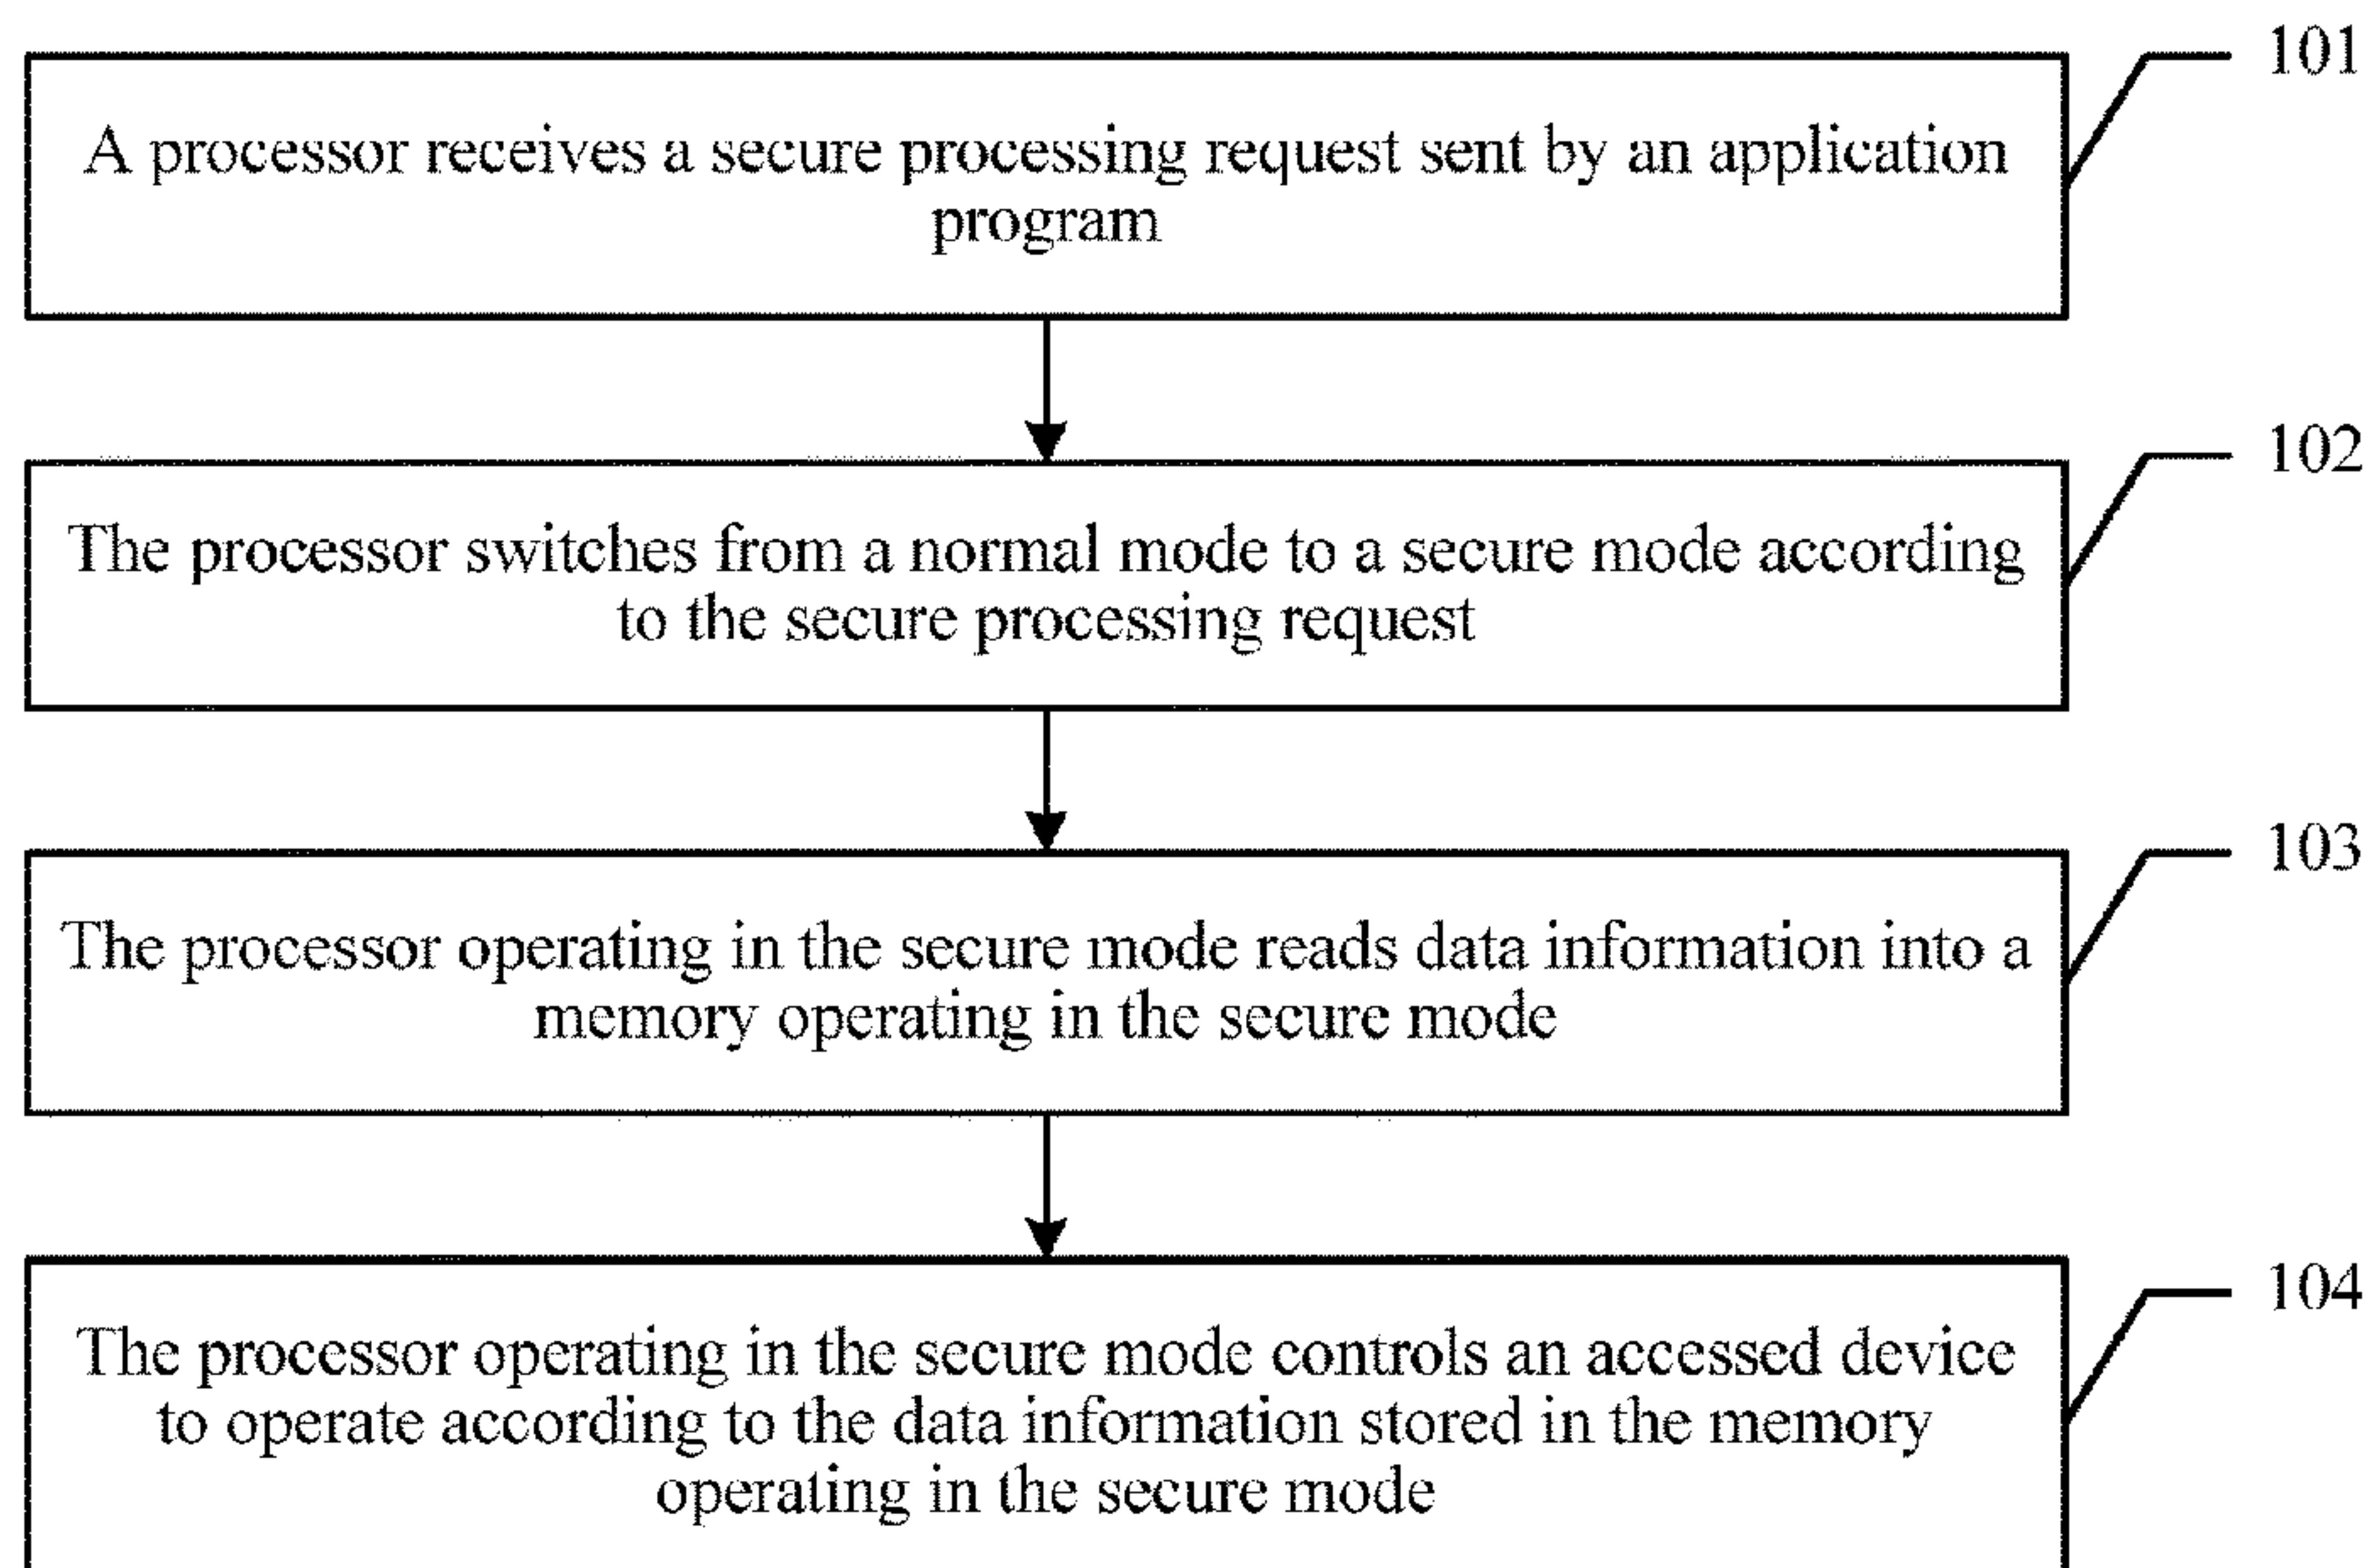 101
A processor receives a secure processing request sent by an application
program
102
The processor switches from a normal mode to a secure mode according
to the secure processing request
103
The processor operating in the secure mode reads data information into a
memory operating in the secure mode
104
The processor operating in the secure mode controls an accessed device
to operate according to the data information stored in the memory
operating in the secure mode